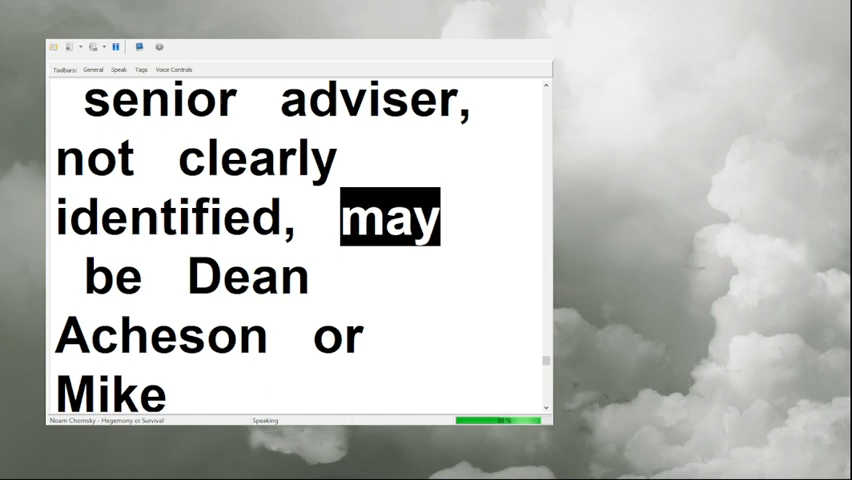 Toolbars: General Speak Tags Voice Controls
senior adviser,
not clearly
identified, may
be Dean
Acheson or
Mike
Noam Chomsky - Hegemony or Survival Speaking 88 %